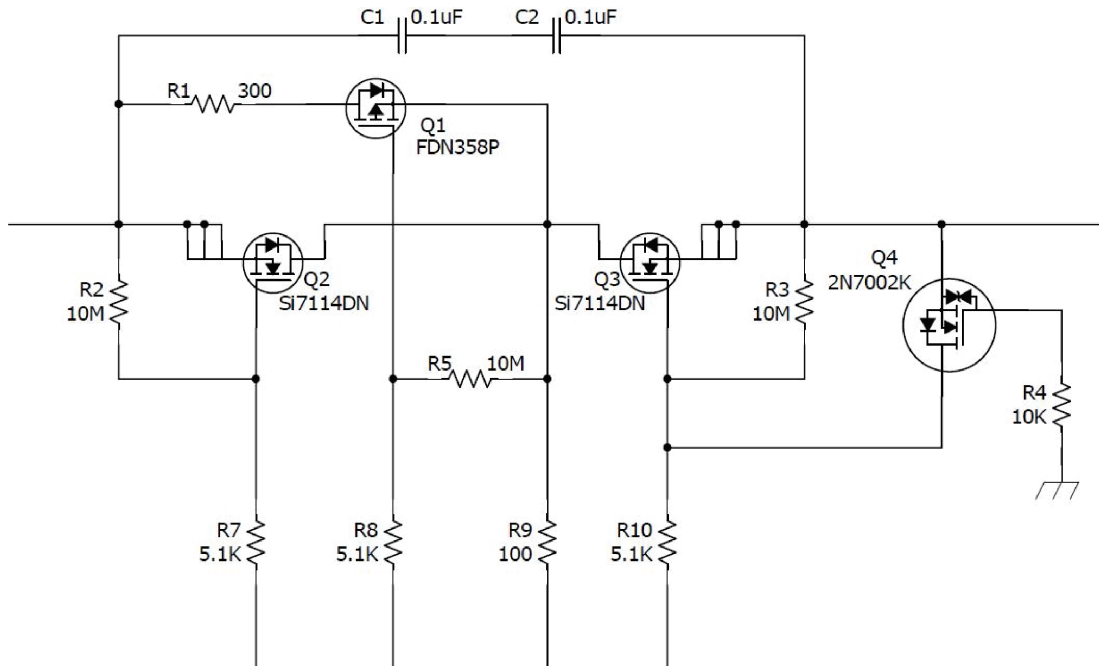 C1 0.1uF C2 0.1uF
R1 300
Q1
FDN358P
Q2
Si7114DN
Q3
Si7114DN
Q4
2N7002K
R2
10M
R3
10M
R5 10M
R4
10K
R7
5.1K
R8
5.1K
R9
100
R10
5.1K